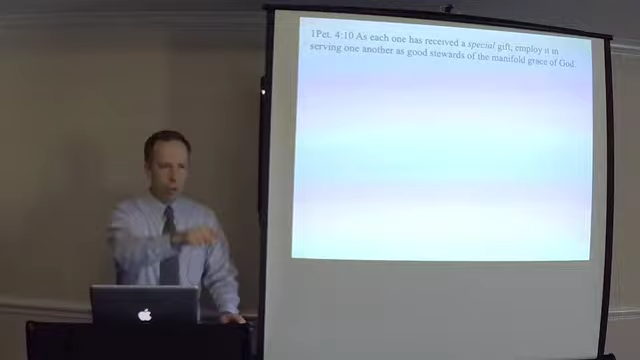 1Pet. 4:10 As each one has received a special gift, employ it in
serving one another as good stewards of the manifold grace of God.